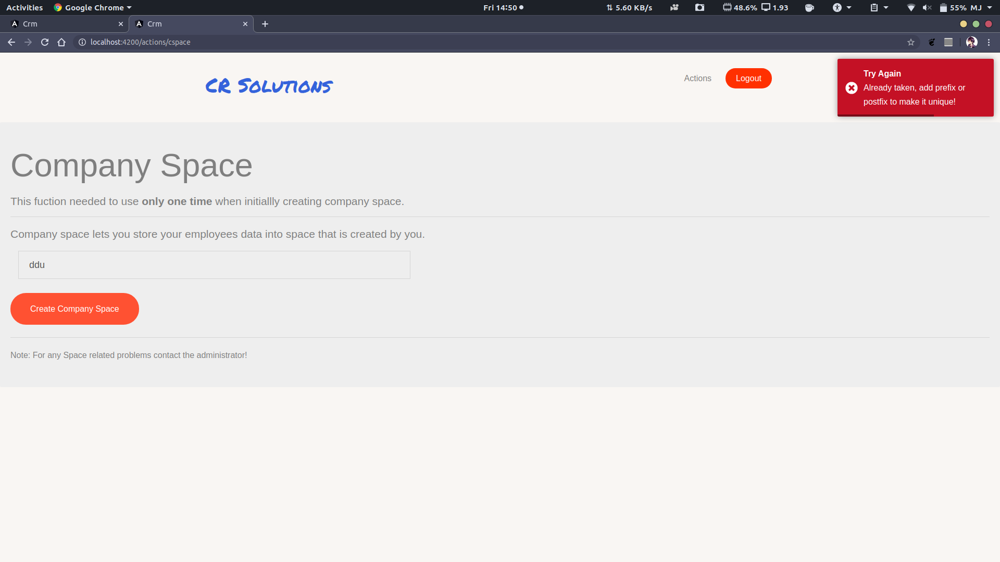 Activities Google Chrome Fri 14:50 5.60 KB/s 48.6% 1.93 55% MJ
Crm Crm
localhost:4200/actions/cspace
CR Solutions
Actions Logout
Try Again
Already taken, add prefix or
postfix to make it unique!
Company Space
This fuction needed to use only one time when initiallly creating company space.
Company space lets you store your employees data into space that is created by you.
ddu
Create Company Space
Note: For any Space related problems contact the administrator!